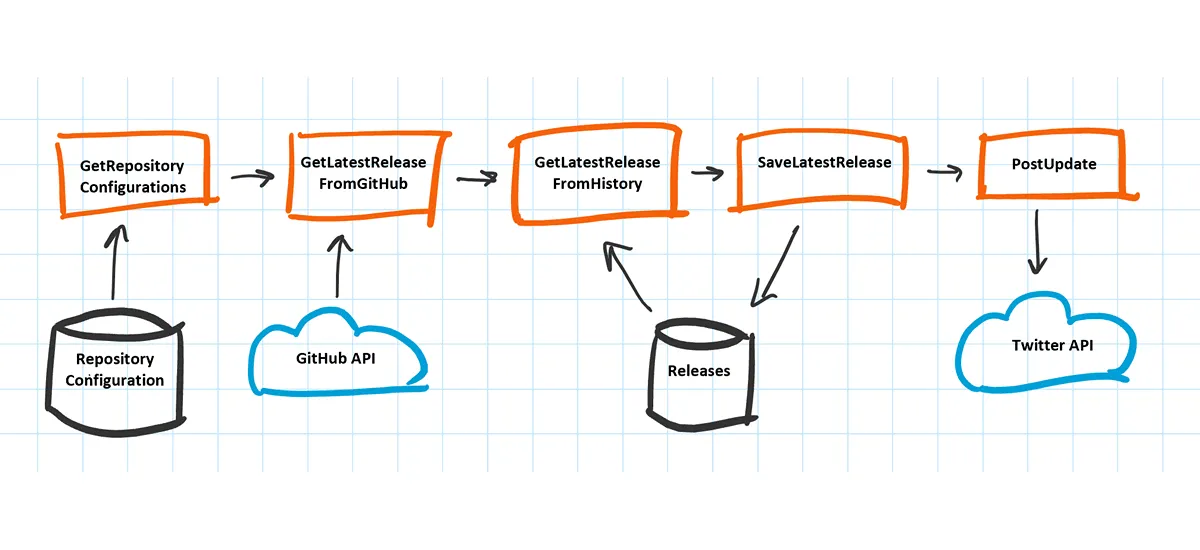 GetRepository
Configurations
GetLatestRelease
FromGitHub
GetLatestRelease
FromHistory
SaveLatestRelease
PostUpdate
Repository
Configuration
GitHub API
Releases
Twitter API